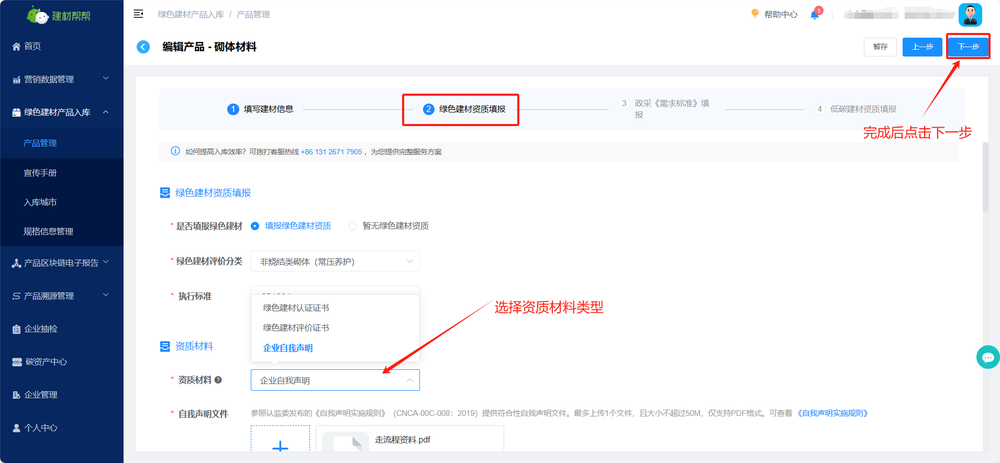 建材帮帮
绿色建材产品入库 / 产品管理
帮助中心
3
首页
营销数据管理
绿色建材产品入库
产品管理
宣传手册
入库城市
规格信息管理
产品区块链电子报告
产品溯源管理
企业抽检
CO2 碳资产中心
企业管理
个人中心
编辑产品 - 砌体材料
暂存
上一步
下一步
1 填写建材信息
2 绿色建材资质填报
3 政采《需求标准》填
报
4 低碳建材资质填报
完成后点击下一步
如何提高入库效率？可拨打客服热线 +86 131 2671 7905 ，为您提供完整服务方案
绿色建材资质填报
* 是否填报绿色建材
填报绿色建材资质
暂无绿色建材资质
* 绿色建材评价分类
非烧结类砌体（常压养护）
* 执行标准
绿色建材认证证书
绿色建材评价证书
企业自我声明
选择资质材料类型
资质材料
* 资质材料 ?
企业自我声明
* 自我声明文件
参照认监委发布的《自我声明实施规则》（CNCA-00C-008：2019）提供符合性自我声明文件。最多上传1个文件，且大小不超过50M，仅支持PDF格式。可查看 《自我声明实施规则》
走流程资料.pdf